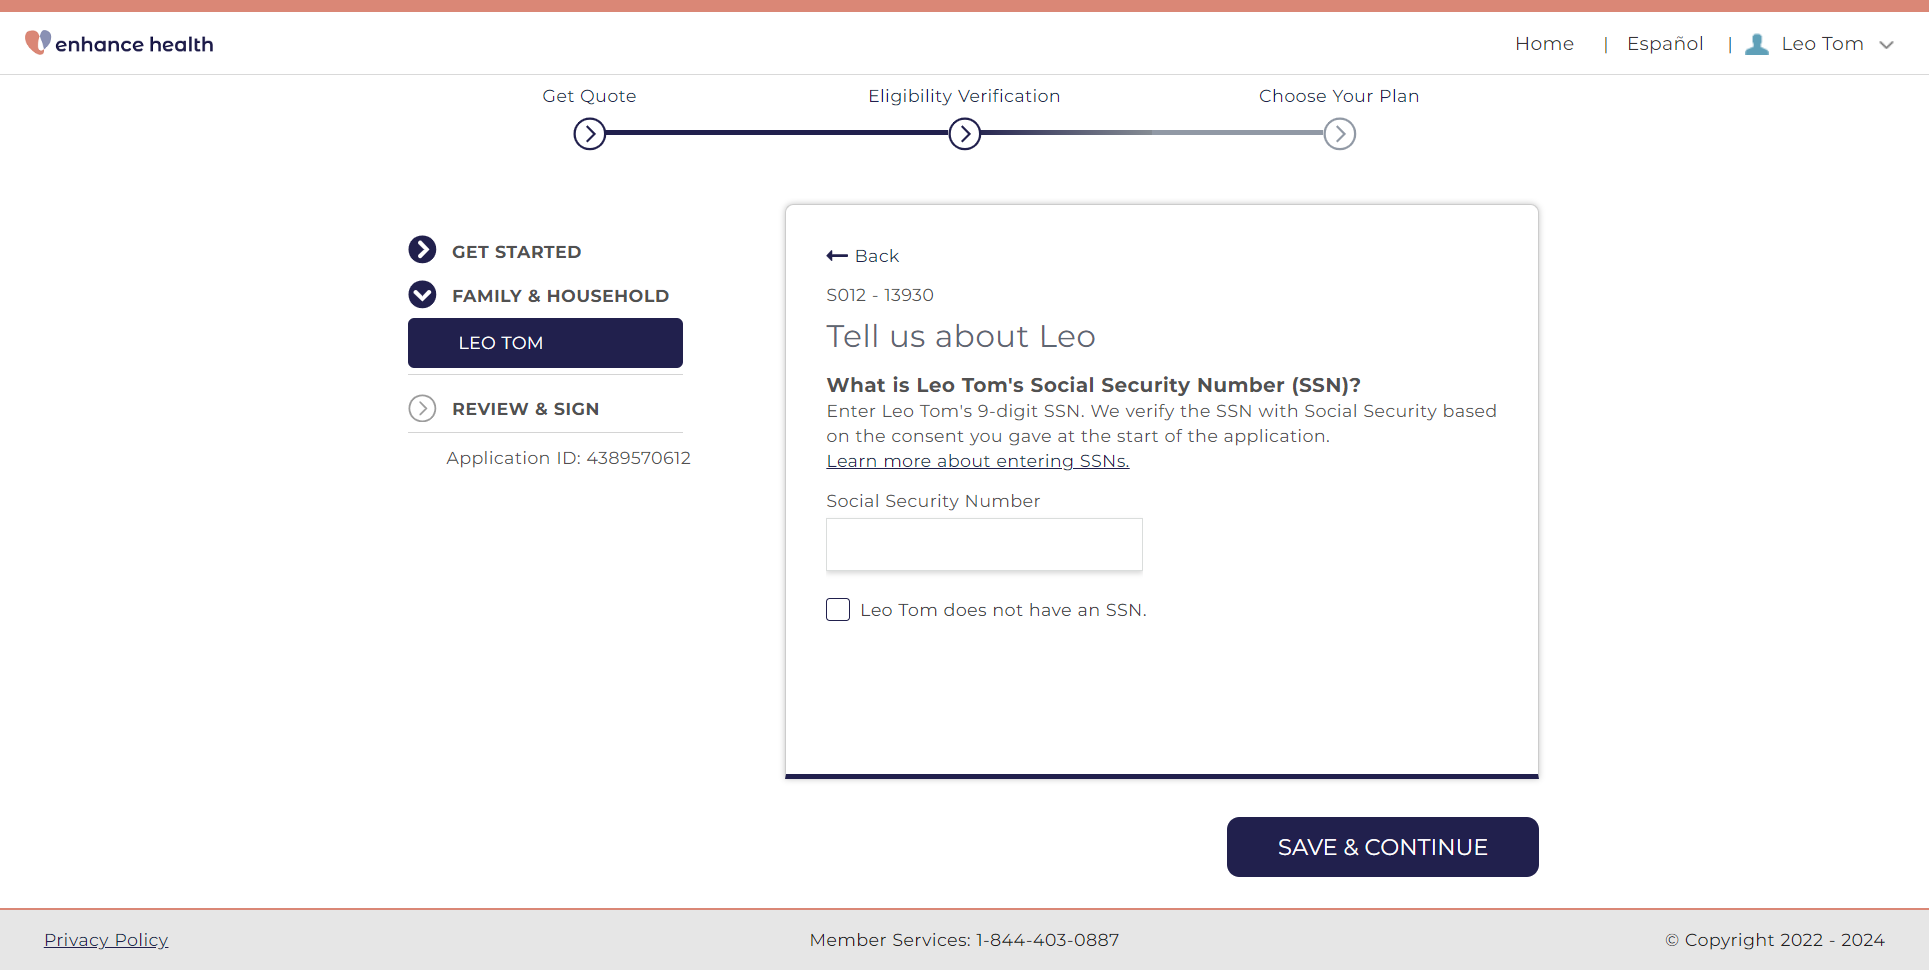 enhance health
Home | Español | Leo Tom
Get Quote
Eligibility Verification
Choose Your Plan
GET STARTED
FAMILY & HOUSEHOLD
LEO TOM
REVIEW & SIGN
Application ID: 4389570612
Back
S012 - 13930
Tell us about Leo
What is Leo Tom's Social Security Number (SSN)?
Enter Leo Tom's 9-digit SSN. We verify the SSN with Social Security based
on the consent you gave at the start of the application.
Learn more about entering SSNs.
Social Security Number
Leo Tom does not have an SSN.
SAVE & CONTINUE
Privacy Policy
Member Services: 1-844-403-0887
© Copyright 2022 - 2024